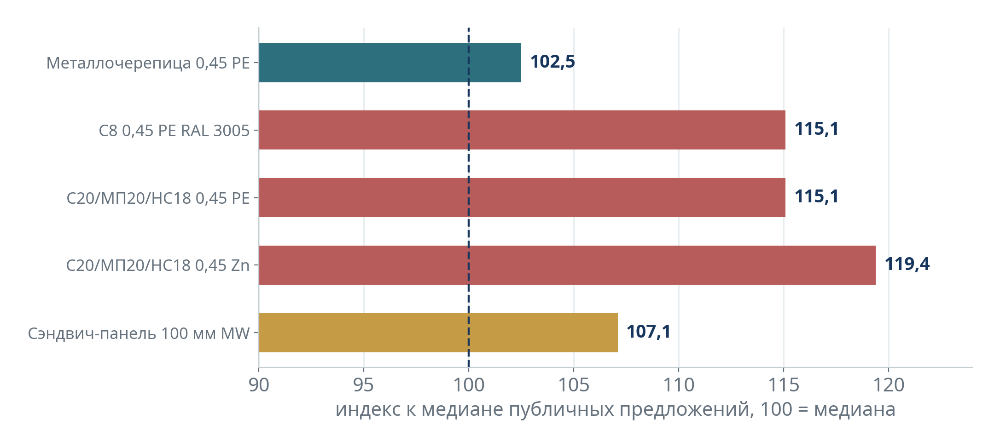 Металлочерепица 0,45 PE
102,5
С8 0,45 PE RAL 3005
115,1
С20/МП20/НС18 0,45 PE
115,1
С20/МП20/НС18 0,45 Zn
119,4
Сэндвич-панель 100 мм MW
107,1
90 95 100 105 110 115 120
индекс к медиане публичных предложений, 100 = медиана